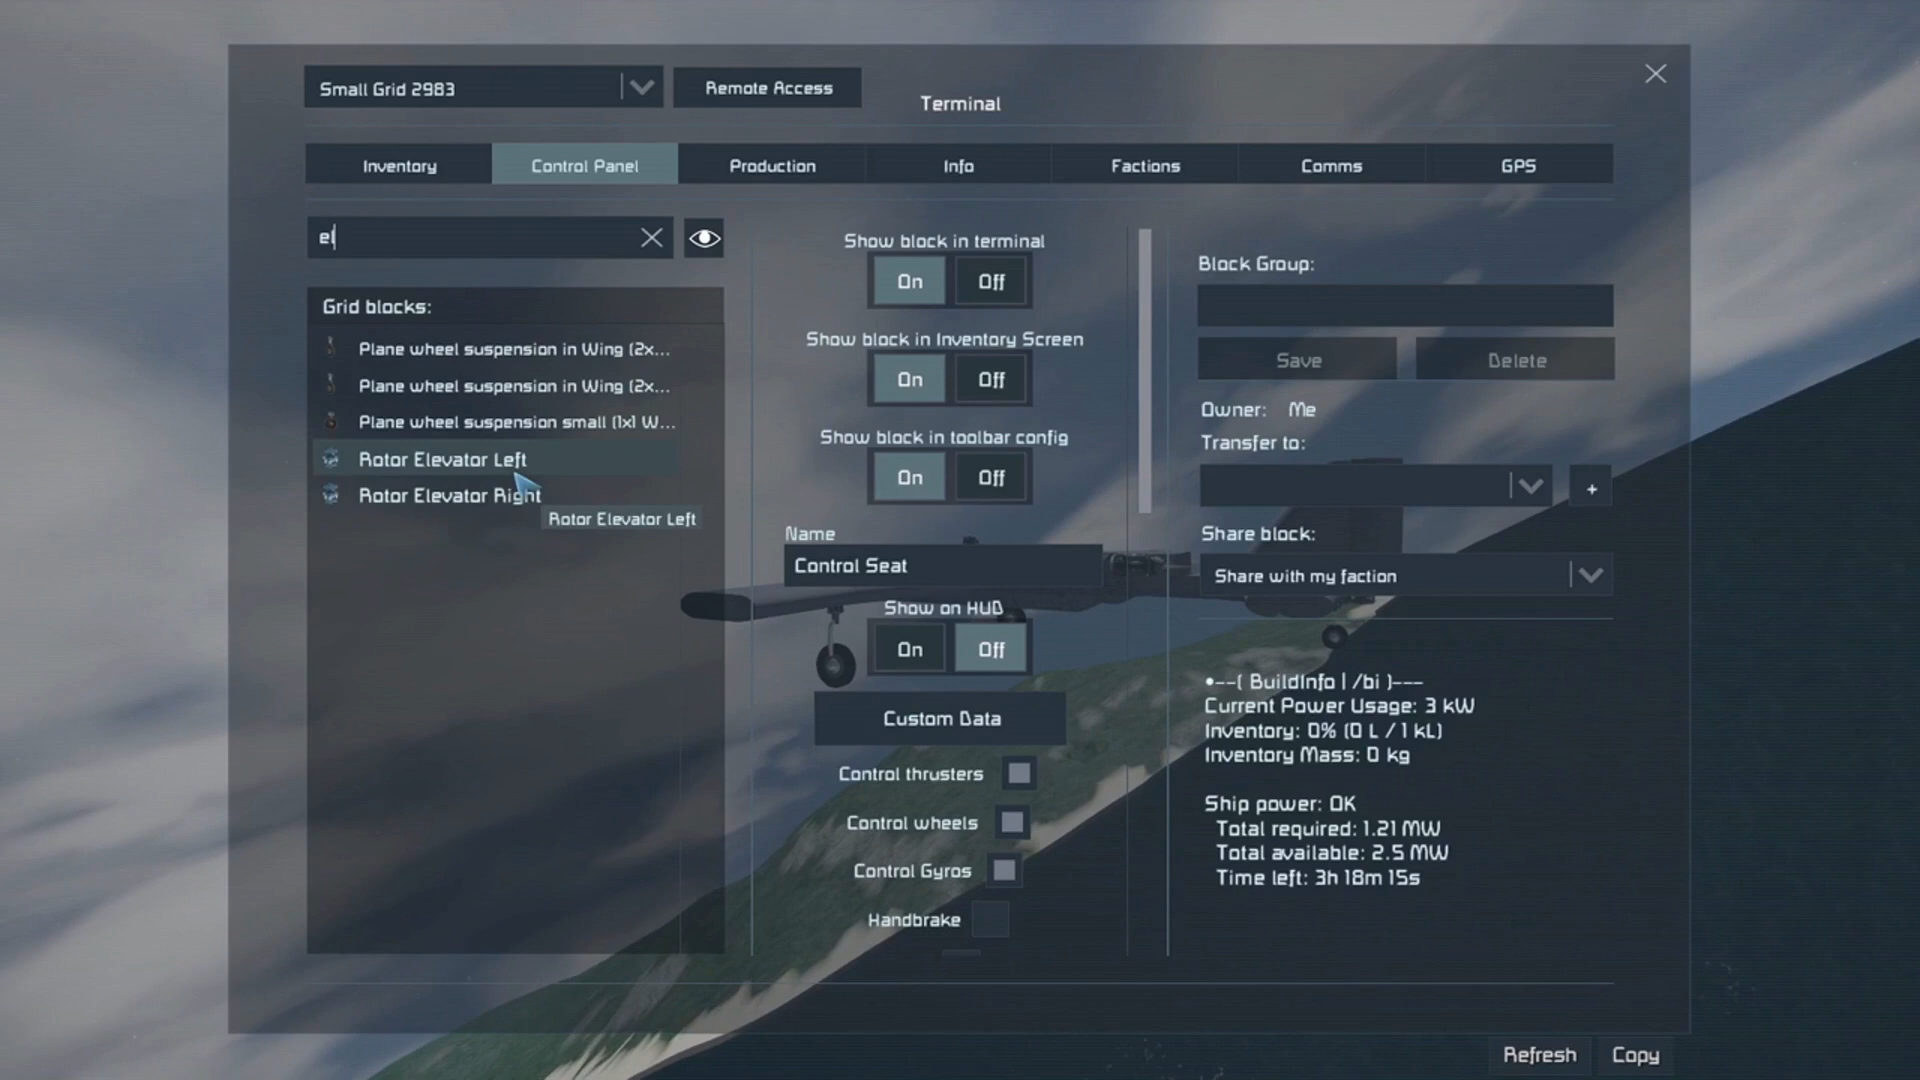 Small Grid 2983
Remote Access
Terminal
Inventory
Control Panel
Production
Info
Factions
Comms
GPS
el
Grid blocks:
Plane wheel suspension in Wing (2x...
Plane wheel suspension in Wing (2x...
Plane wheel suspension small (1x1 W...
Rotor Elevator Left
Rotor Elevator Right
Rotor Elevator Left
Show block in terminal
On Off
Show block in Inventory Screen
On Off
Show block in toolbar config
On Off
Name
Control Seat
Show on HUD
On Off
Custom Data
Control thrusters
Control wheels
Control Gyros
Handbrake
Block Group:
Save Delete
Owner: Me
Transfer to:
+
Share block:
Share with my faction
•--( BuildInfo | /bi )---
Current Power Usage: 3 kW
Inventory: 0% (0 L / 1 kL)
Inventory Mass: 0 kg
Ship power: OK
Total required: 1.21 MW
Total available: 2.5 MW
Time left: 3h 18m 15s
Refresh Copy